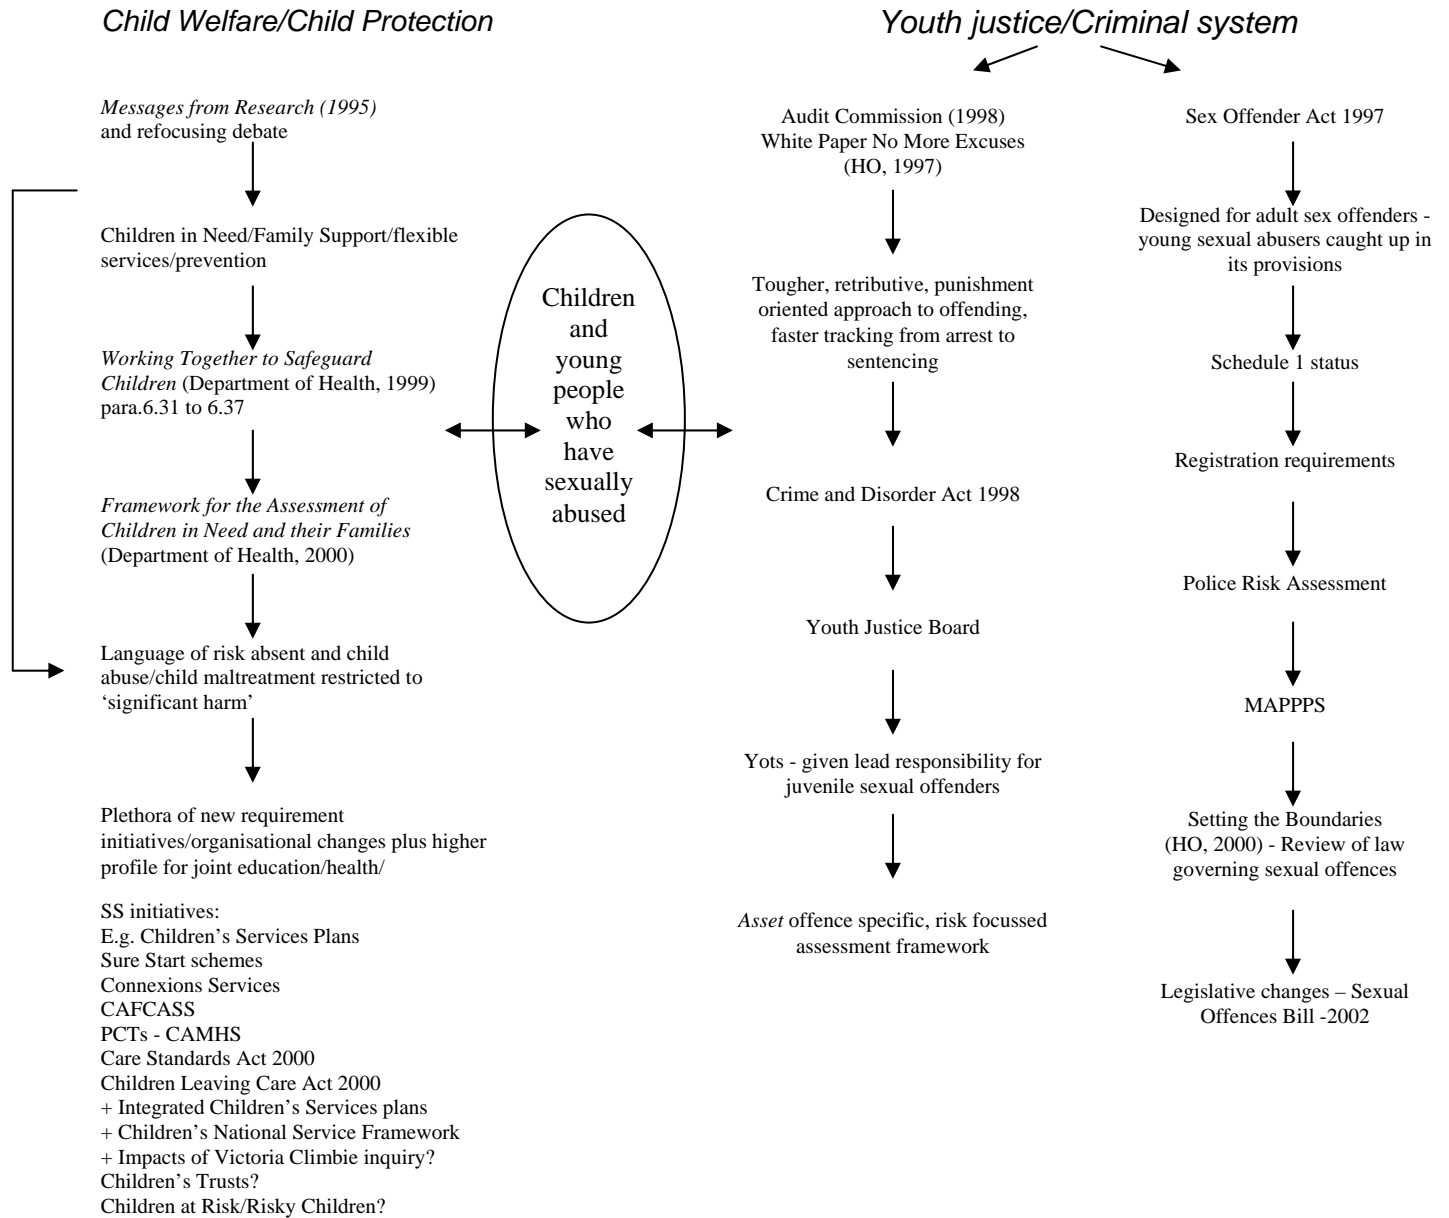 Child Welfare/Child Protection
Youth justice/Criminal system
Messages from Research (1995)
and refocusing debate
Children in Need/Family Support/flexible
services/prevention
Working Together to Safeguard
Children (Department of Health, 1999)
para.6.31 to 6.37
Framework for the Assessment of
Children in Need and their Families
(Department of Health, 2000)
Language of risk absent and child
abuse/child maltreatment restricted to
‘significant harm’
Plethora of new requirement
initiatives/organisational changes plus higher
profile for joint education/health/
SS initiatives:
E.g. Children’s Services Plans
Sure Start schemes
Connexions Services
CAFCASS
PCTs - CAMHS
Care Standards Act 2000
Children Leaving Care Act 2000
+ Integrated Children’s Services plans
+ Children’s National Service Framework
+ Impacts of Victoria Climbie inquiry?
Children’s Trusts?
Children at Risk/Risky Children?
Children
and
young
people
who
have
sexually
abused
Audit Commission (1998)
White Paper No More Excuses
(HO, 1997)
Tougher, retributive, punishment
oriented approach to offending,
faster tracking from arrest to
sentencing
Crime and Disorder Act 1998
Youth Justice Board
Yots - given lead responsibility for
juvenile sexual offenders
Asset offence specific, risk focussed
assessment framework
Sex Offender Act 1997
Designed for adult sex offenders -
young sexual abusers caught up in
its provisions
Schedule 1 status
Registration requirements
Police Risk Assessment
MAPPPS
Setting the Boundaries
(HO, 2000) - Review of law
governing sexual offences
Legislative changes – Sexual
Offences Bill -2002